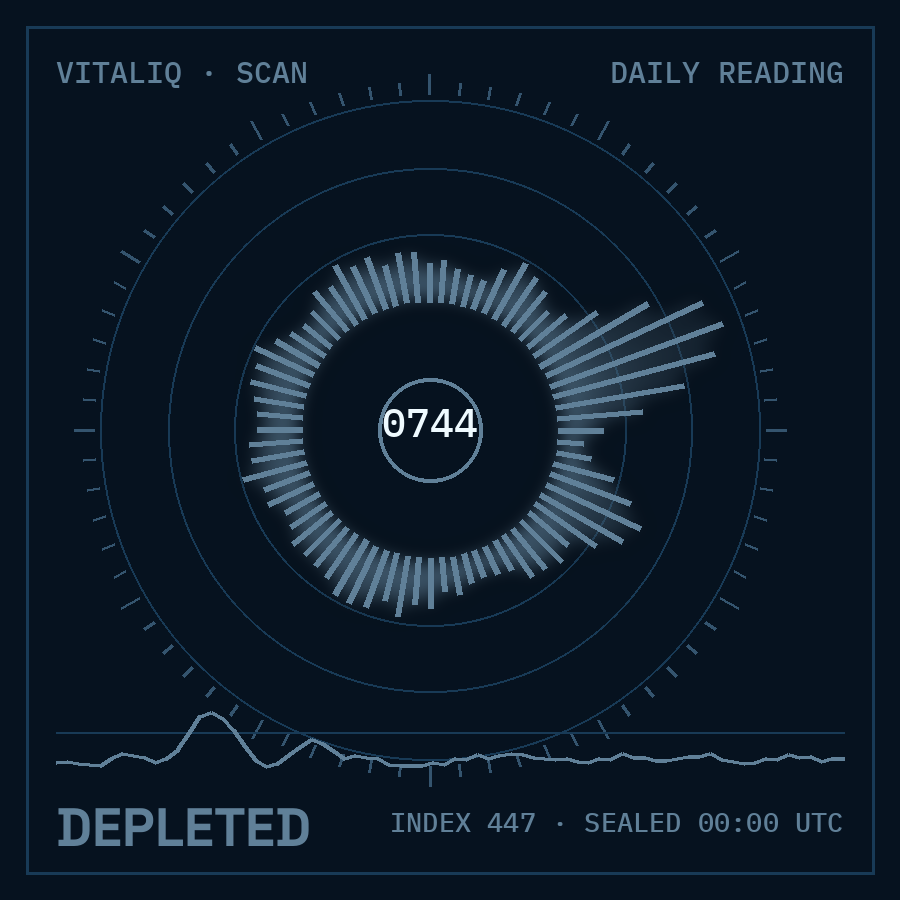 VITALIQ · SCAN
DAILY READING
0744
DEPLETED
INDEX 447 · SEALED 00:00 UTC